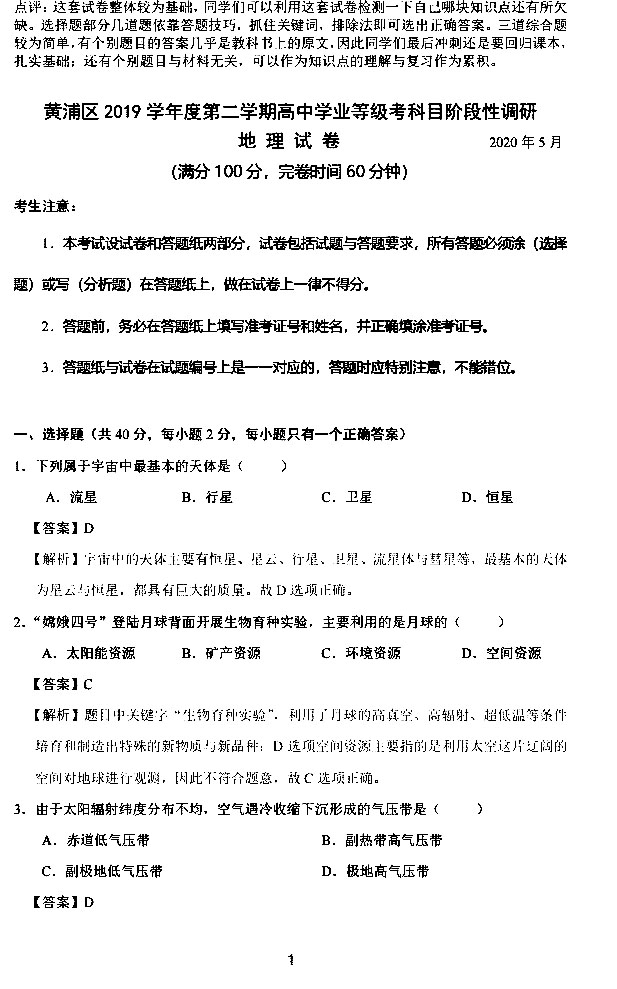 点评：这套试卷整体较为基础，同学们可以利用这套试卷检测一下自己哪块知识点还有所欠
缺。选择题部分几道题依靠答题技巧，抓住关键词，排除法即可选出正确答案。三道综合题
较为简单，有个别题目的答案几乎是教科书上的原文，因此同学们最后冲刺还是要回归课本，
扎实基础；还有个别题目与材料无关，可以作为知识点的理解与复习作为累积。
黄浦区 2019 学年度第二学期高中学业等级考科目阶段性调研
地 理 试 卷 2020 年 5 月
（满分 100 分，完卷时间 60 分钟）
考生注意：
1．本考试设试卷和答题纸两部分，试卷包括试题与答题要求，所有答题必须涂（选择
题）或写（分析题）在答题纸上，做在试卷上一律不得分。
2．答题前，务必在答题纸上填写准考证号和姓名，并正确填涂准考证号。
3．答题纸与试卷在试题编号上是一一对应的，答题时应特别注意，不能错位。
一、选择题（共 40 分，每小题 2 分，每小题只有一个正确答案）
1．下列属于宇宙中最基本的天体是（ ）
A．流星 B．行星 C．卫星 D．恒星
【答案】D
【解析】宇宙中的天体主要有恒星、星云、行星、卫星、流星体与彗星等，最基本的天体
为星云与恒星，都具有巨大的质量。故 D 选项正确。
2．“嫦娥四号”登陆月球背面开展生物育种实验，主要利用的是月球的（ ）
A．太阳能资源 B．矿产资源 C．环境资源 D．空间资源
【答案】C
【解析】题目中关键字“生物育种实验”，利用了月球的高真空、高辐射、超低温等条件
培育和制造出特殊的新物质与新品种；D 选项空间资源主要指的是利用太空这片辽阔的
空间对地球进行观测，因此不符合题意，故 C 选项正确。
3．由于太阳辐射纬度分布不均，空气遇冷收缩下沉形成的气压带是（ ）
A．赤道低气压带 B．副热带高气压带
C．副极地低气压带 D．极地高气压带
【答案】D
1